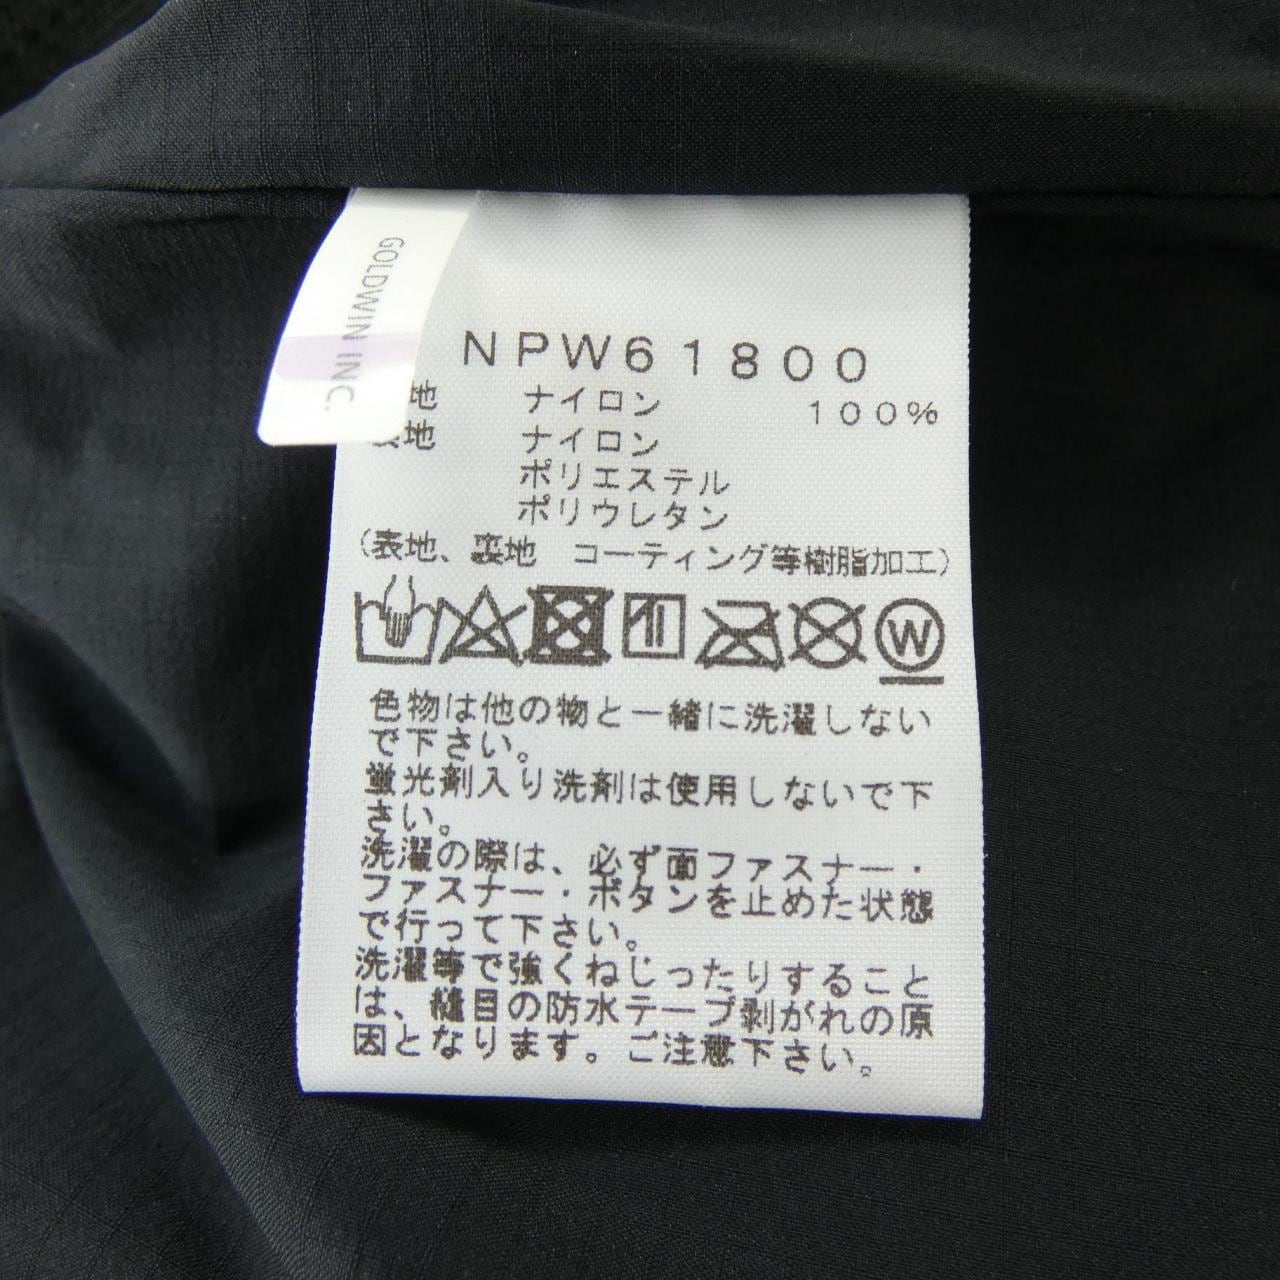 GOLDWIN INC.
NPW61800
地 ナイロン 100%
地 ナイロン
ポリエステル
ポリウレタン
(表地、裏地 コーティング等樹脂加工)
W
色物は他の物と一緒に洗濯しない
で下さい。
蛍光剤入り洗剤は使用しないで下
さい。
洗濯の際は、必ず面ファスナー・
ファスナー・ボタンを止めた状態
で行って下さい。
洗濯等で強くねじったりすること
は、縫目の防水テープ剥がれの原
因となります。ご注意下さい。